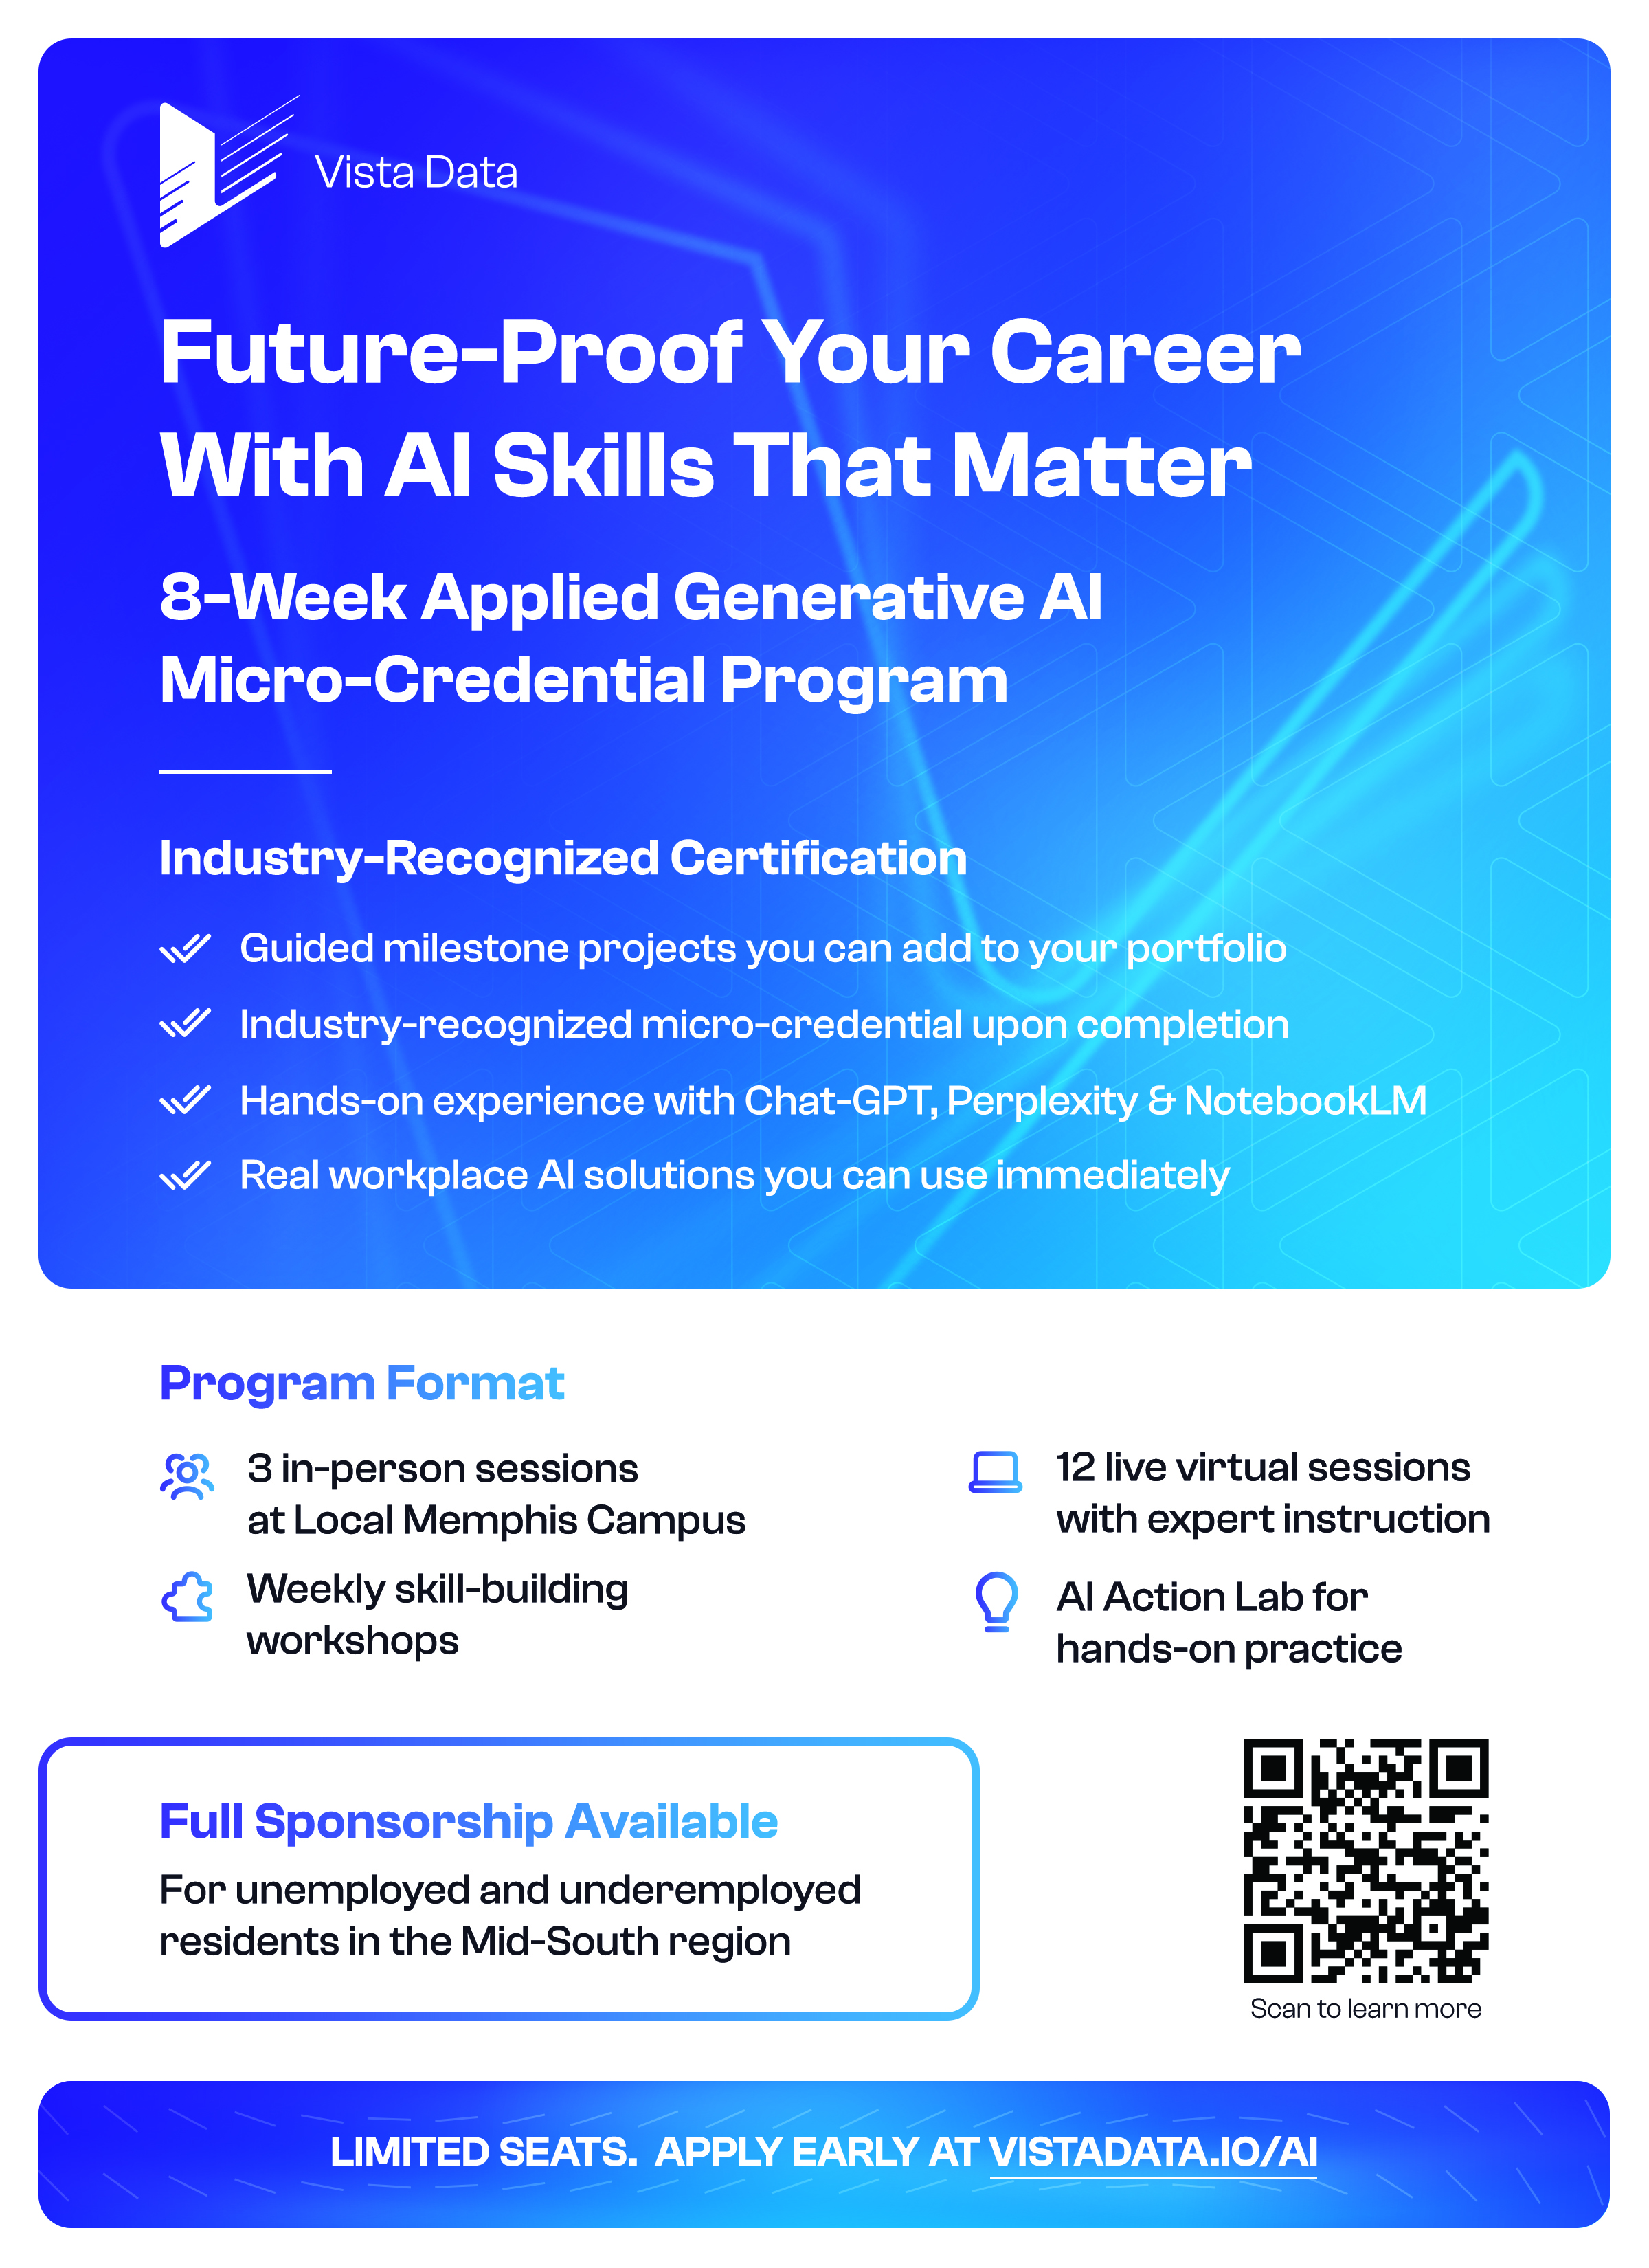 Vista Data
Future-Proof Your Career
With AI Skills That Matter
8-Week Applied Generative AI
Micro-Credential Program
Industry-Recognized Certification
Guided milestone projects you can add to your portfolio
Industry-recognized micro-credential upon completion
Hands-on experience with Chat-GPT, Perplexity & NotebookLM
Real workplace AI solutions you can use immediately
Program Format
3 in-person sessions
at Local Memphis Campus
12 live virtual sessions
with expert instruction
Weekly skill-building
workshops
AI Action Lab for
hands-on practice
Full Sponsorship Available
For unemployed and underemployed
residents in the Mid-South region
Scan to learn more
LIMITED SEATS. APPLY EARLY AT VISTADATA.IO/AI